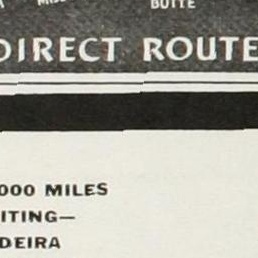 BUTTE
DIRECT ROUTE
000 MILES
ITING—
DEIRA